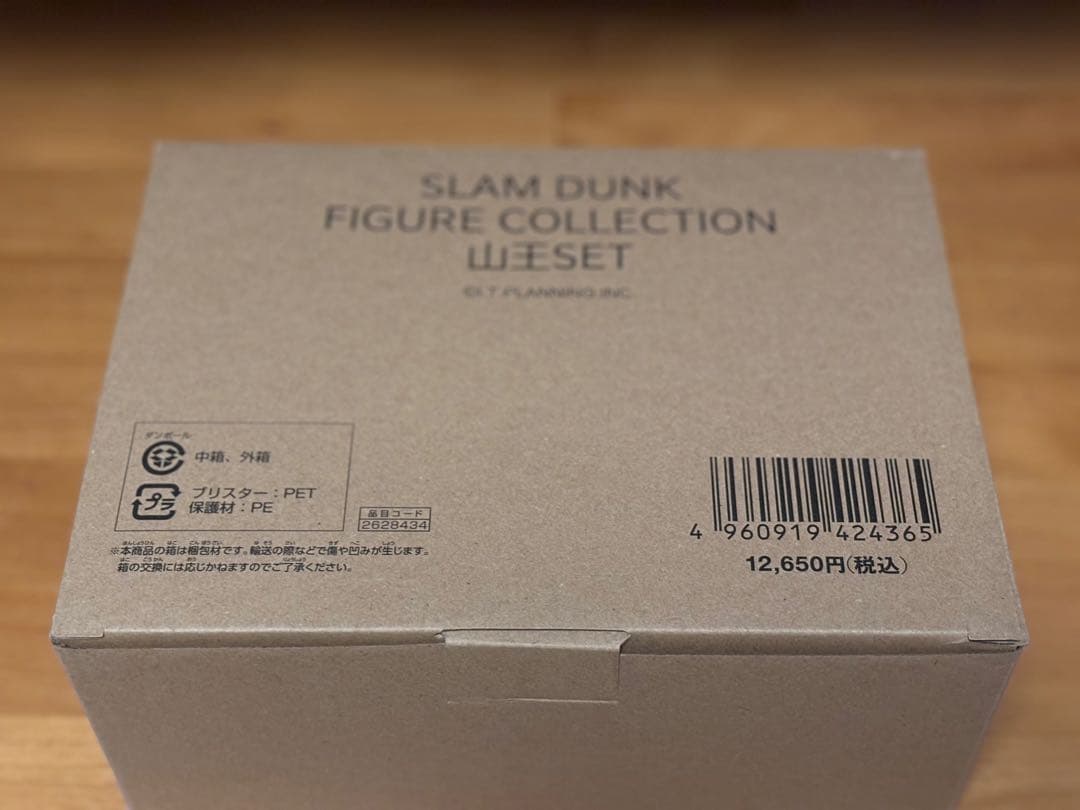 SLAM DUNK
FIGURE COLLECTION
山王SET
©I.T.PLANNING,INC.
ダンボール
中箱、外箱
プラ
ブリスター：PET
保護材：PE
品目コード
2628434
※本商品の箱は梱包材です。輸送の際などで傷や凹みが生じます。
箱の交換には応じかねますのでご了承ください。
4 960919 424365
12,650円(税込)